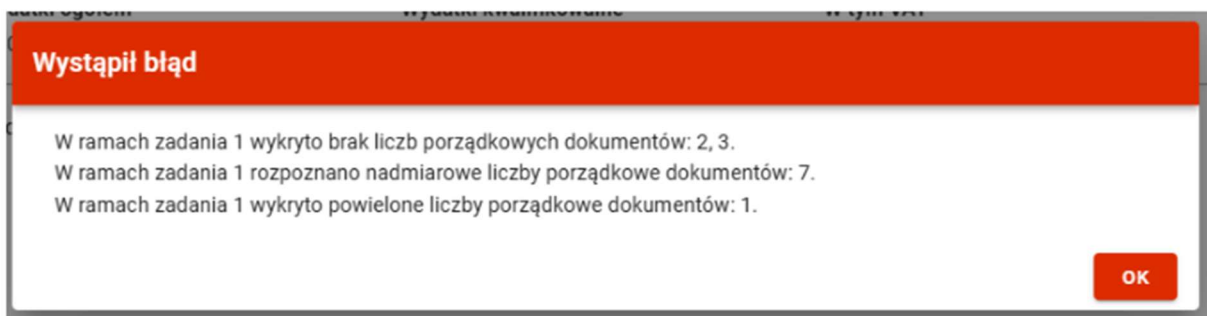 Wystąpił błąd
W ramach zadania 1 wykryto brak liczb porządkowych dokumentów: 2, 3.
W ramach zadania 1 rozpoznano nadmiarowe liczby porządkowe dokumentów: 7.
W ramach zadania 1 wykryto powielone liczby porządkowe dokumentów: 1.
OK